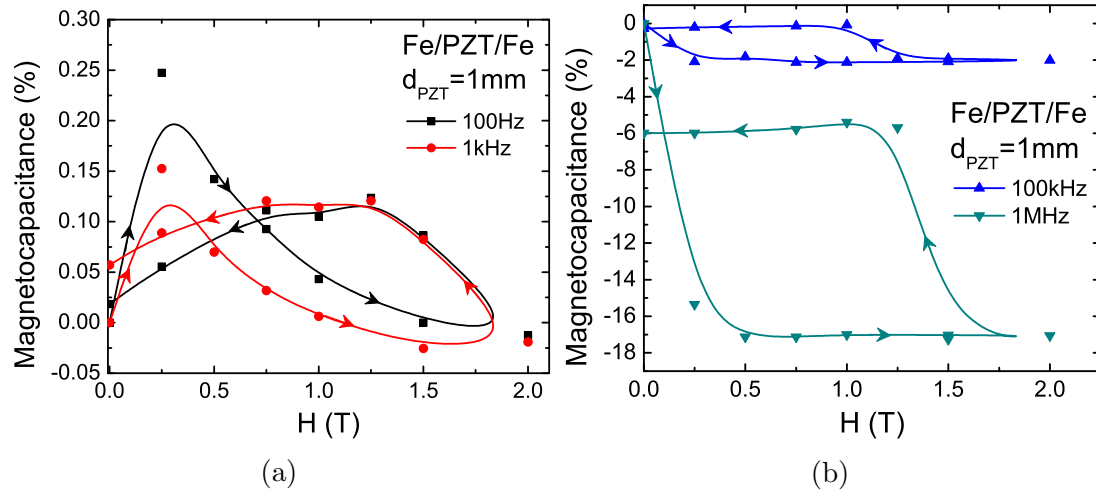 Magnetocapacitance (%)
0.30
0.25
0.20
0.15
0.10
0.05
0.00
-0.05
Fe/PZT/Fe
d_PZT=1mm
100Hz
1kHz
0.0
0.5
1.0
1.5
2.0
H (T)
(a)
Magnetocapacitance (%)
0
-2
-4
-6
-8
-10
-12
-14
-16
-18
Fe/PZT/Fe
d_PZT=1mm
100kHz
1MHz
0.0
0.5
1.0
1.5
2.0
H (T)
(b)